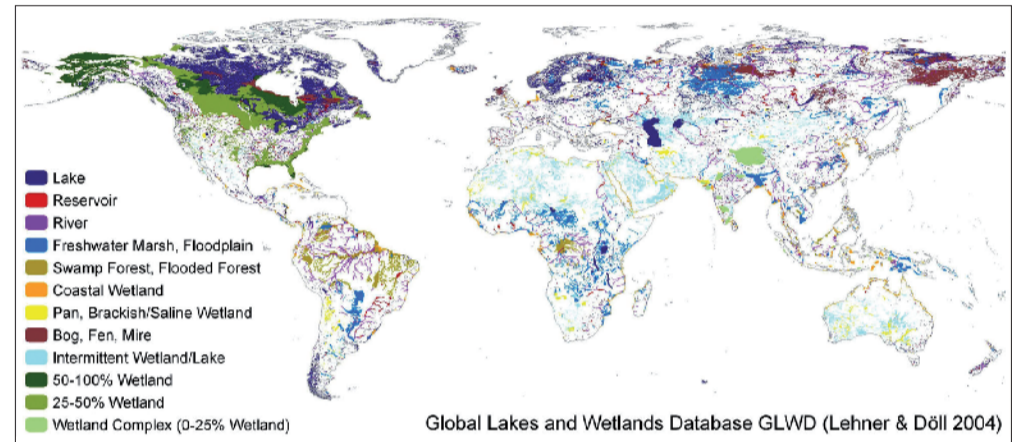 Lake
Reservoir
River
Freshwater Marsh, Floodplain
Swamp Forest, Flooded Forest
Coastal Wetland
Pan, Brackish/Saline Wetland
Bog, Fen, Mire
Intermittent Wetland/Lake
50-100% Wetland
25-50% Wetland
Wetland Complex (0-25% Wetland)
Global Lakes and Wetlands Database GLWD (Lehner & Döll 2004)